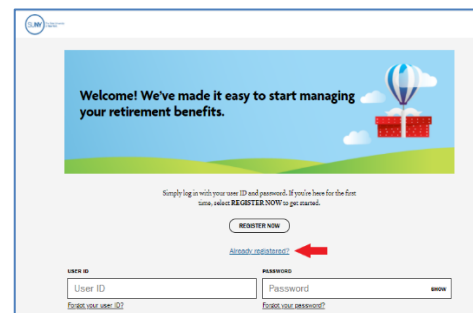 SUNY
Welcome! We've made it easy to start managing
your retirement benefits.
Simply log in with your user ID and password. If you're here for the first
time, select REGISTER NOW to get started.
REGISTER NOW
Already registered?
USER ID PASSWORD
User ID Password SHOW
Forgot your user ID? Forgot your password?